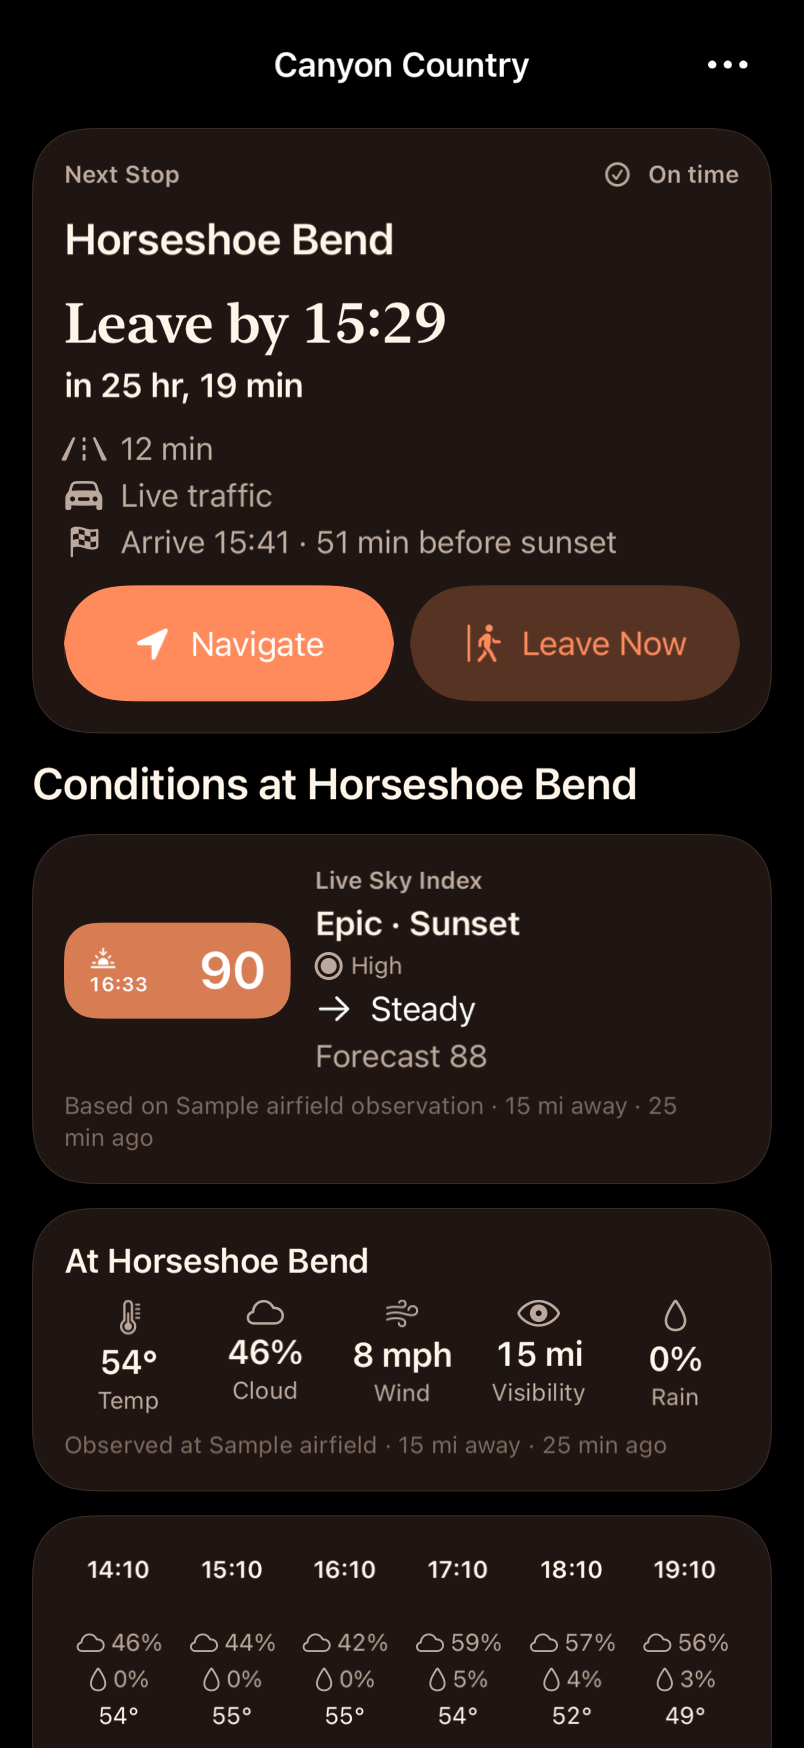 Canyon Country
Next Stop
On time
Horseshoe Bend
Leave by 15:29
in 25 hr, 19 min
12 min
Live traffic
Arrive 15:41 · 51 min before sunset
Navigate
Leave Now
Conditions at Horseshoe Bend
Live Sky Index
Epic · Sunset
16:33
90
High
Steady
Forecast 88
Based on Sample airfield observation · 15 mi away · 25
min ago
At Horseshoe Bend
54° 46% 8 mph 15 mi 0%
Temp Cloud Wind Visibility Rain
Observed at Sample airfield · 15 mi away · 25 min ago
14:10 15:10 16:10 17:10 18:10 19:10
46% 44% 42% 59% 57% 56%
0% 0% 0% 5% 4% 3%
54° 55° 55° 54° 52° 49°